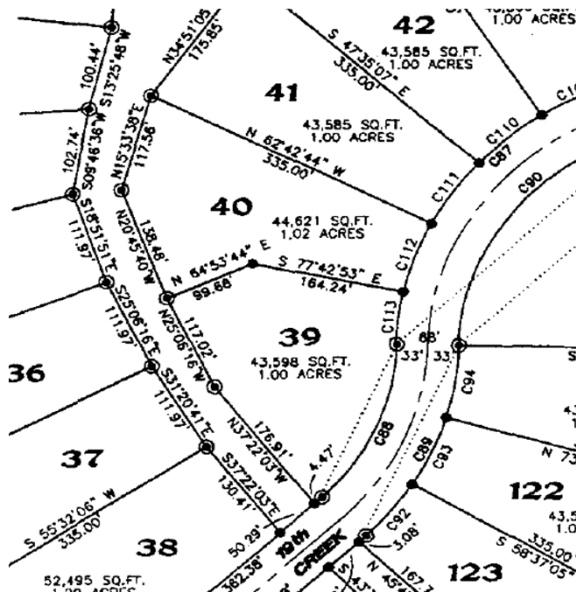 42
43,585 SQ.FT.
1.00 ACRES
1.00 ACRES
S 47°35'07" E
335.00'
N34°51'05"
175.85'
100.44'
S13°25'48"W
41
43,585 SQ.FT.
1.00 ACRES
C110
C87
C90
102.74'
S09°46'36"W
N15°33'38"E
117.56'
N 62°42'44" W
335.00'
C111
40
44,621 SQ.FT.
1.02 ACRES
C112
S18°51'51"E
111.97'
N20°45'40"W
138.48'
N 64°53'44" E
99.68'
S 77°42'53" E
164.24'
S25°06'16"E
111.97'
N25°06'16"W
117.02'
39
43,598 SQ.FT.
1.00 ACRES
C113
66'
33'
33'
C94
36
S31°20'41"E
111.97'
176.91'
N37°22'03"W
C88
C89
C93
37
S37°22'03"E
130.41'
4.47'
N 73°
122
S 55°32'06" W
335.00'
50.29'
19th
CREEK
C92
3.08'
335.00'
S 58°37'05"
38
52,495 SQ.FT.
362.38'
N 45°
167.7
123